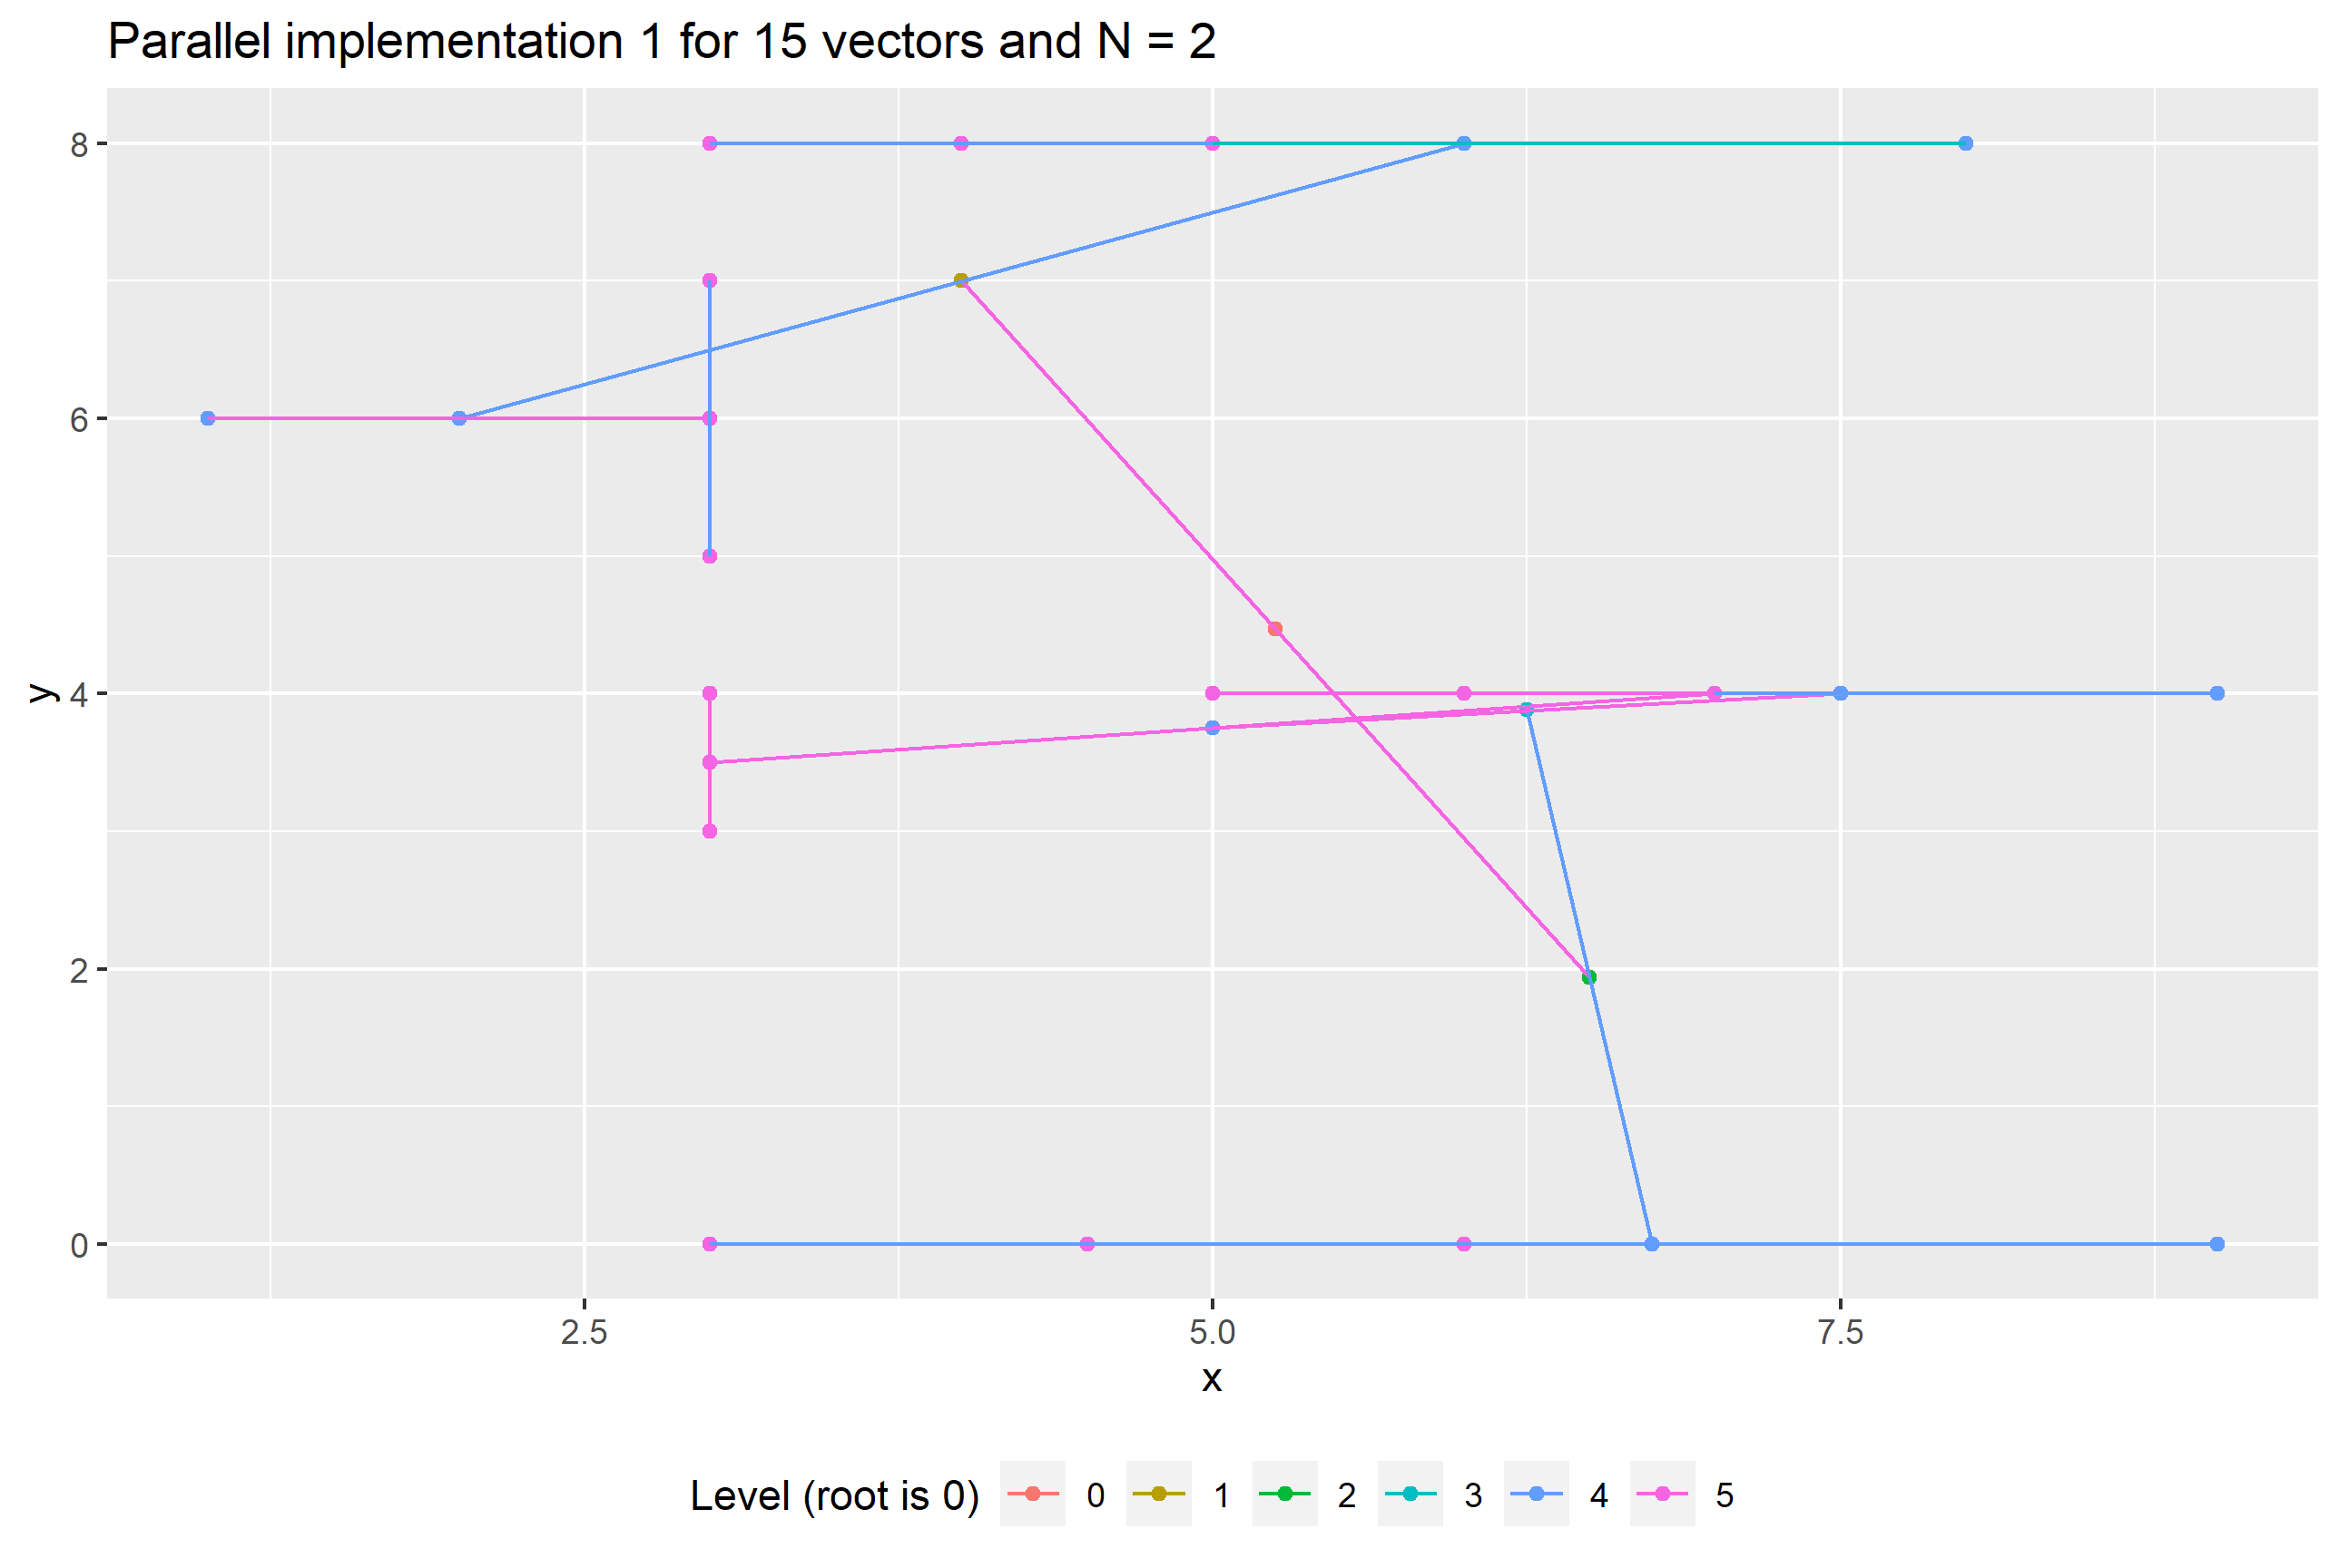 Parallel implementation 1 for 15 vectors and N = 2
8
6
4
2
0
y
2.5 5.0 7.5
x
Level (root is 0) 0 1 2 3 4 5